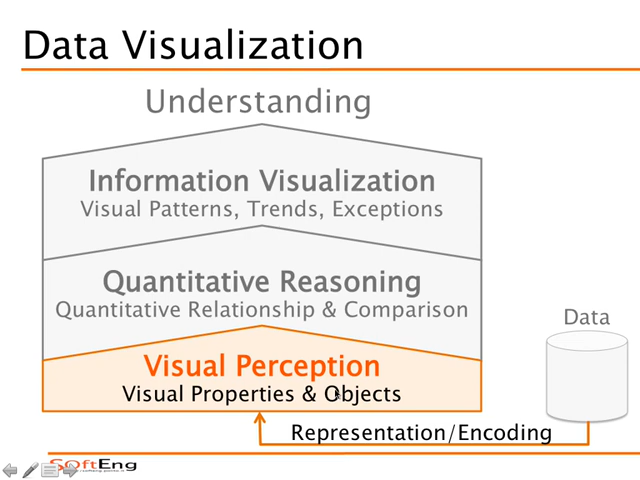 Data Visualization
Understanding
Information Visualization
Visual Patterns, Trends, Exceptions
Quantitative Reasoning
Quantitative Relationship & Comparison
Data
Visual Perception
Visual Properties & Objects
Representation/Encoding
SOftEng